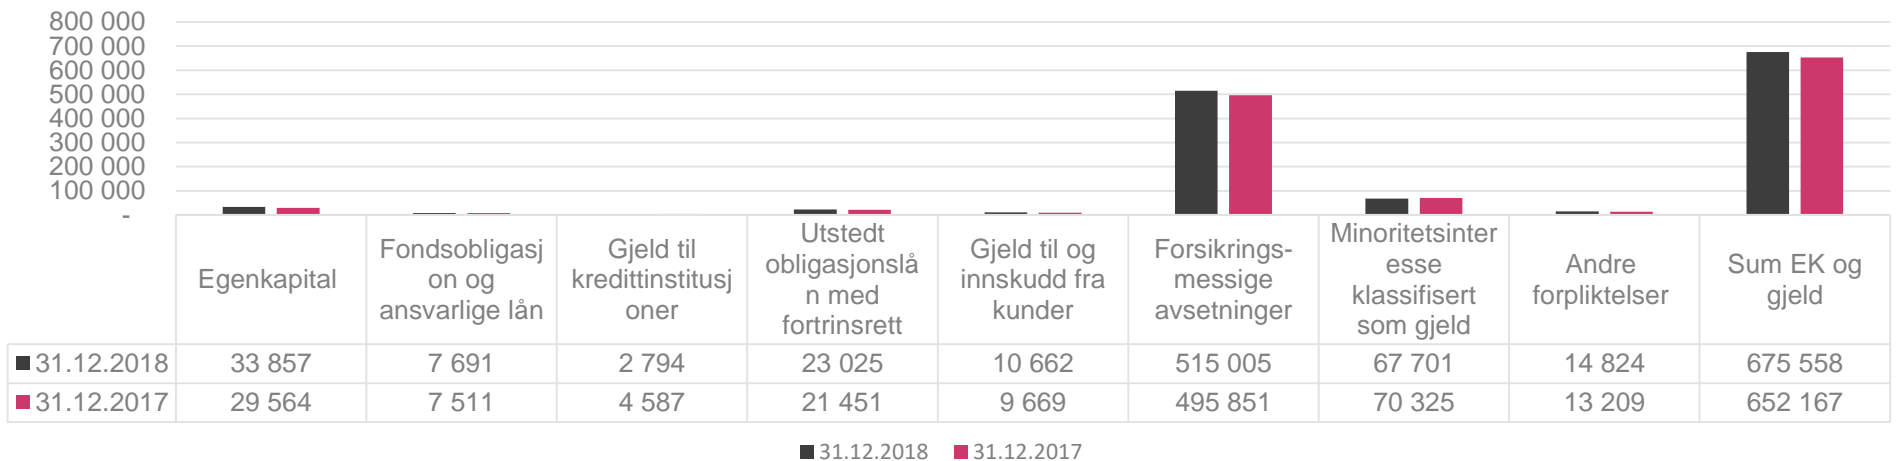 800 000
700 000
600 000
500 000
400 000
300 000
200 000
100 000
-
Egenkapital
Fondsobligasj
on og
ansvarlige lån
Gjeld til
kredittinstitusj
oner
Utstedt
obligasjonslå
n med
fortrinsrett
Gjeld til og
innskudd fra
kunder
Forsikrings-
messige
avsetninger
Minoritetsinter
esse
klassifisert
som gjeld
Andre
forpliktelser
Sum EK og
gjeld
31.12.2018 33 857 7 691 2 794 23 025 10 662 515 005 67 701 14 824 675 558
31.12.2017 29 564 7 511 4 587 21 451 9 669 495 851 70 325 13 209 652 167
31.12.2018 31.12.2017